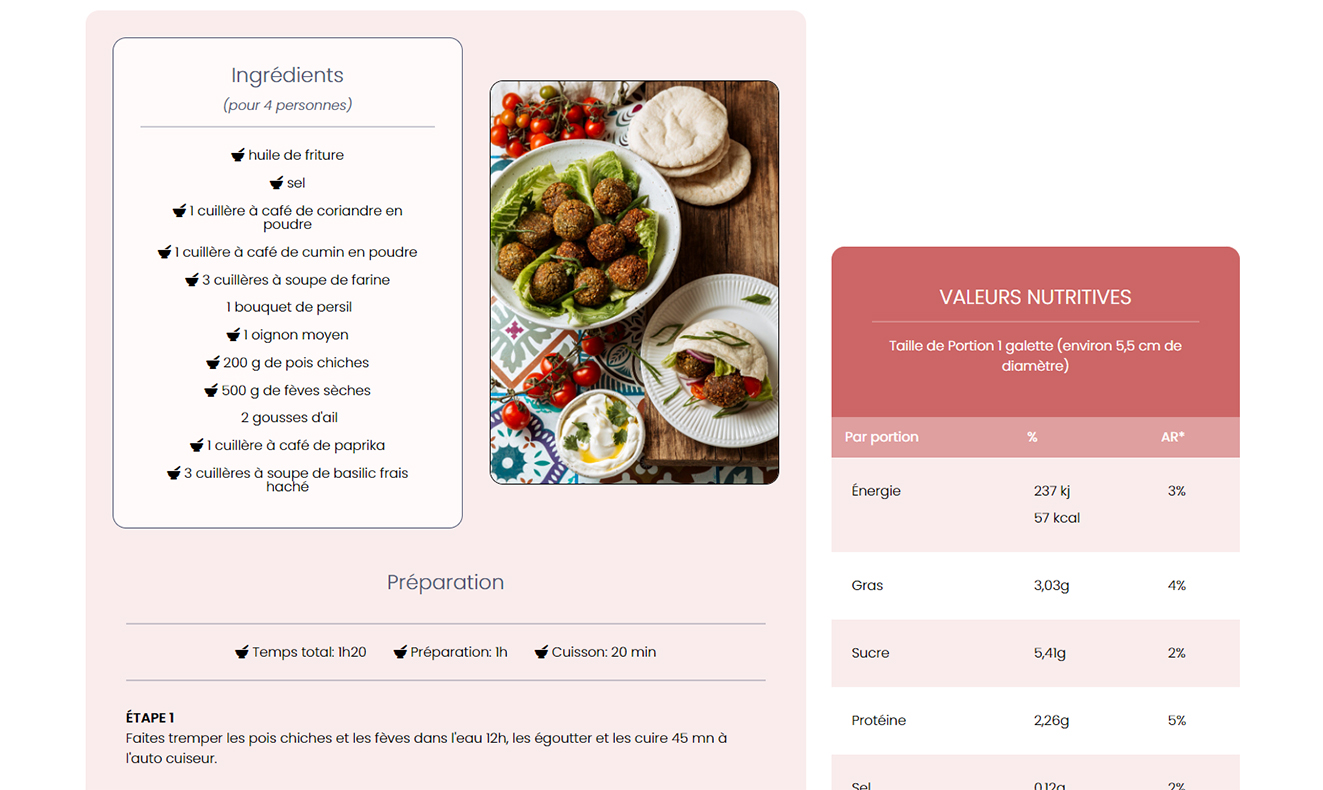 Ingrédients
(pour 4 personnes)
huile de friture
sel
1 cuillère à café de coriandre en
poudre
1 cuillère à café de cumin en poudre
3 cuillères à soupe de farine
1 bouquet de persil
1 oignon moyen
200 g de pois chiches
500 g de fèves sèches
2 gousses d'ail
1 cuillère à café de paprika
3 cuillères à soupe de basilic frais
haché
Préparation
Temps total: 1h20 Préparation: 1h Cuisson: 20 min
ÉTAPE 1
Faites tremper les pois chiches et les fèves dans l'eau 12h, les égoutter et les cuire 45 mn à
l'auto cuiseur.
VALEURS NUTRITIVES
Taille de Portion 1 galette (environ 5,5 cm de
diamètre)
Par portion % AR*
Énergie 237 kj 3%
57 kcal
Gras 3,03g 4%
Sucre 5,41g 2%
Protéine 2,26g 5%
Sel 0,12g 2%